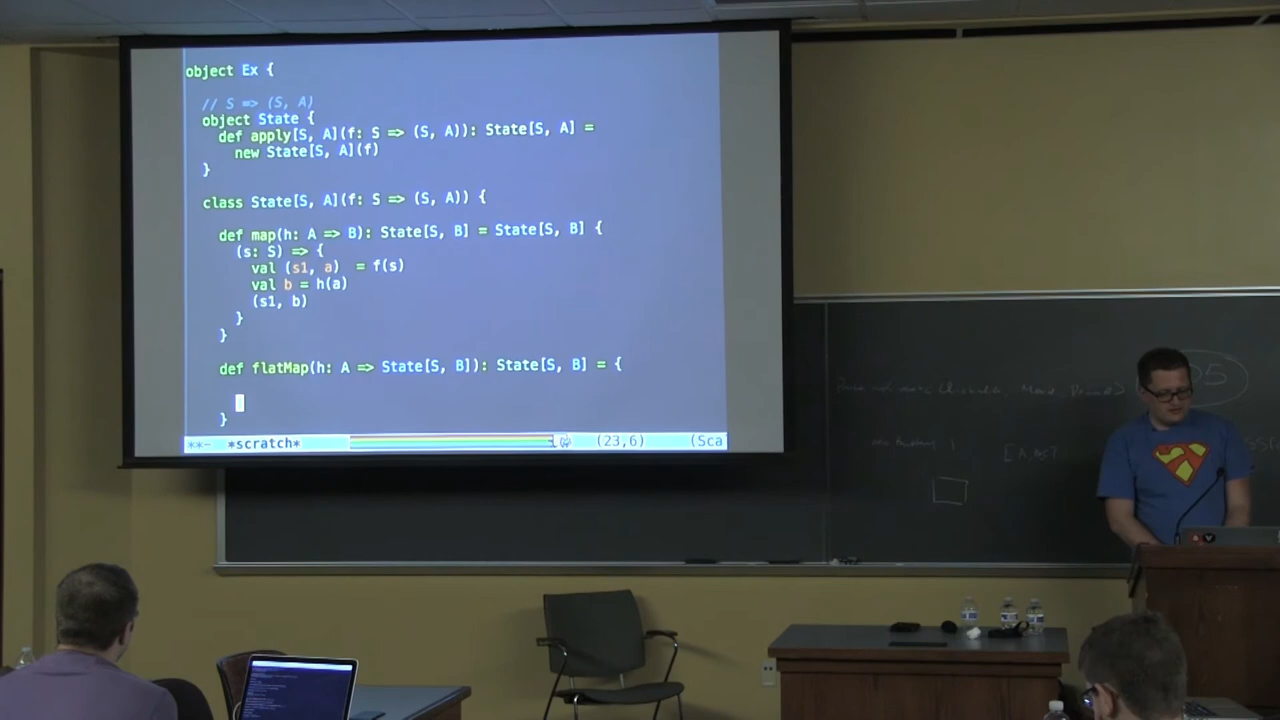 object Ex {
// S => (S, A)
object State {
def apply[S, A](f: S => (S, A)): State[S, A] =
new State[S, A](f)
}
class State[S, A](f: S => (S, A)) {
def map(h: A => B): State[S, B] = State[S, B] {
(s: S) => {
val (s1, a)  = f(s)
val b = h(a)
(s1, b)
}
}
def flatMap(h: A => State[S, B]): State[S, B] = {
}
**- *scratch* (23,6) (Sca